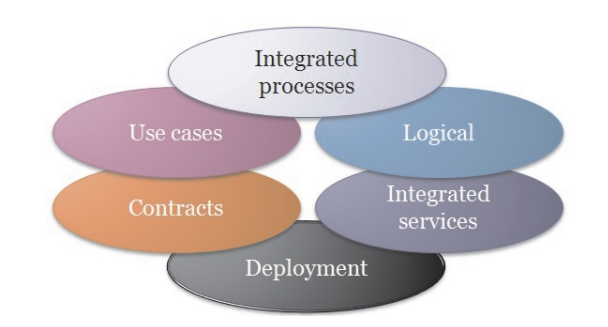 Integrated
processes
Use cases
Logical
Contracts
Integrated
services
Deployment